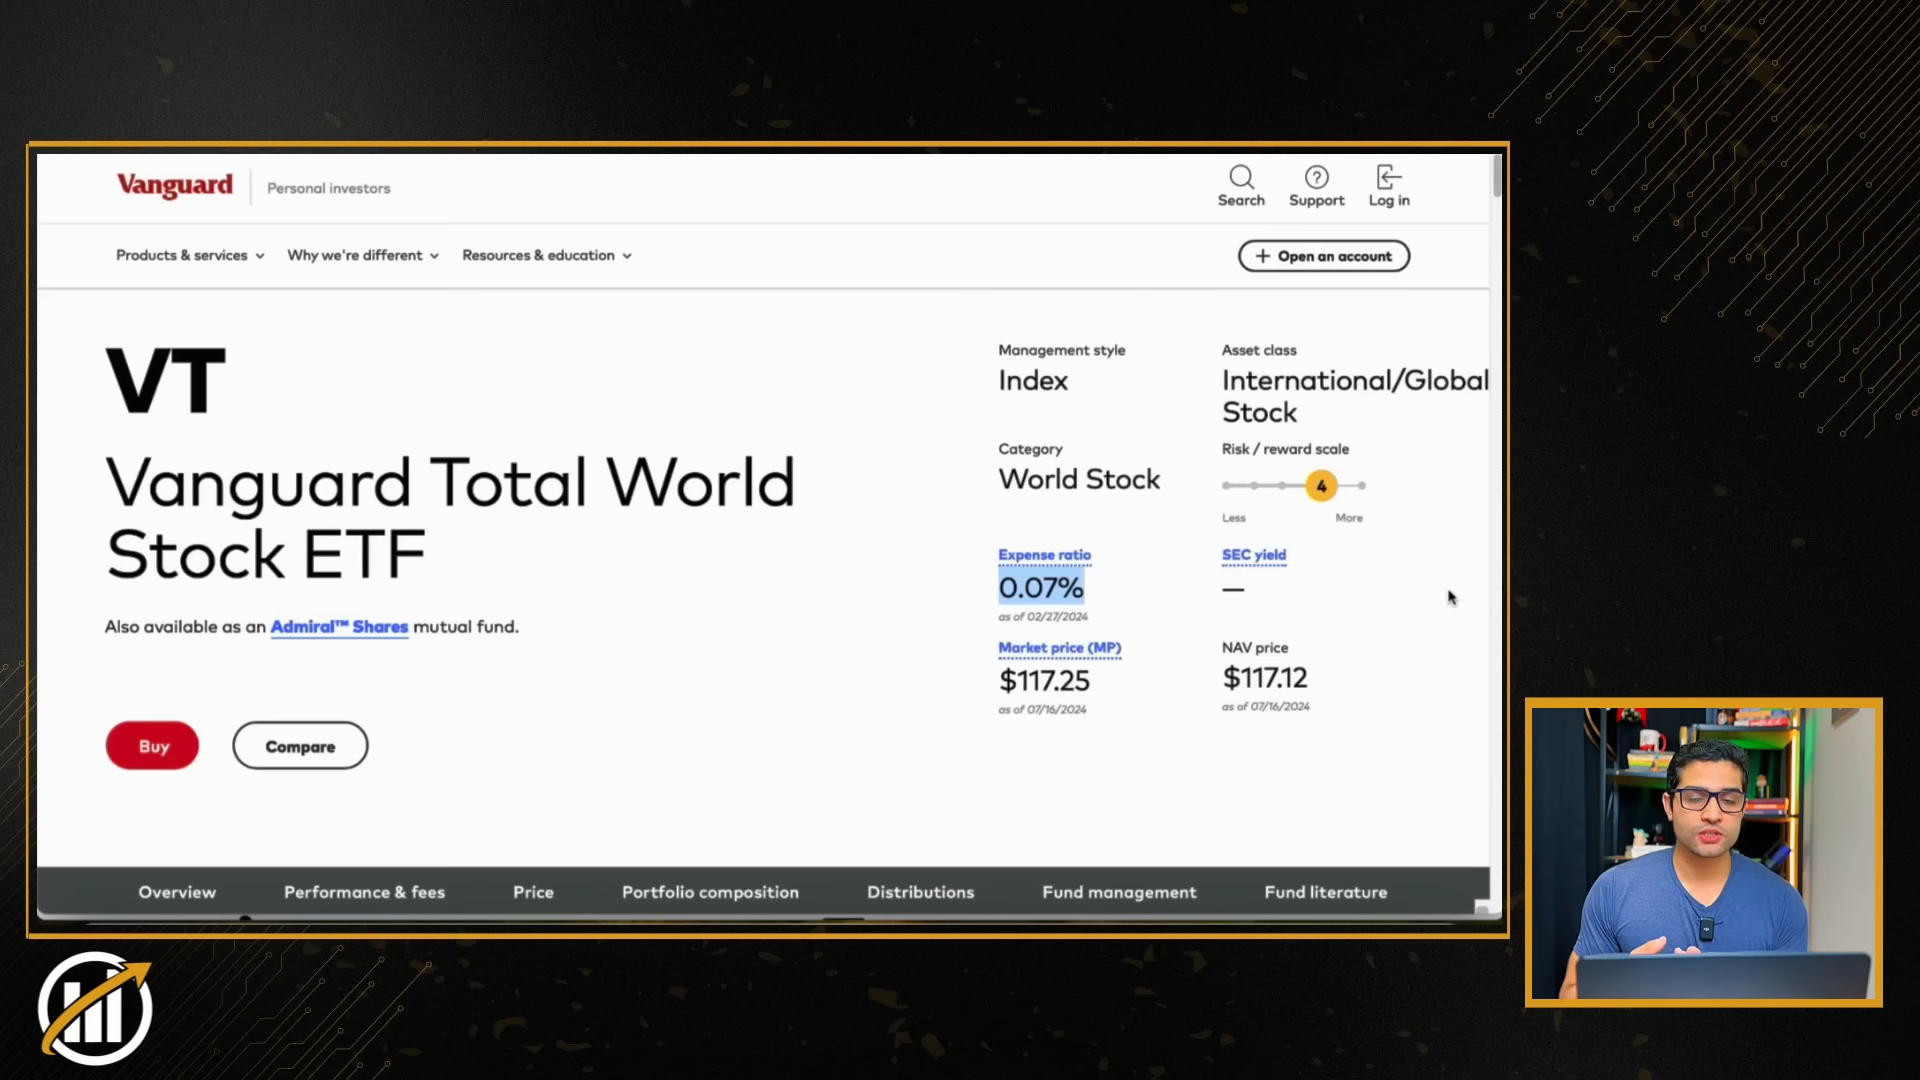 Vanguard
Personal investors
Search
Support
Log in
Products & services
Why we're different
Resources & education
+ Open an account
VT
Vanguard Total World
Stock ETF
Also available as an Admiral™ Shares mutual fund.
Buy
Compare
Management style
Index
Asset class
International/Global
Stock
Category
World Stock
Risk / reward scale
4
Less
More
Expense ratio
0.07%
as of 02/27/2024
SEC yield
—
Market price (MP)
$117.25
as of 07/16/2024
NAV price
$117.12
as of 07/16/2024
Overview
Performance & fees
Price
Portfolio composition
Distributions
Fund management
Fund literature